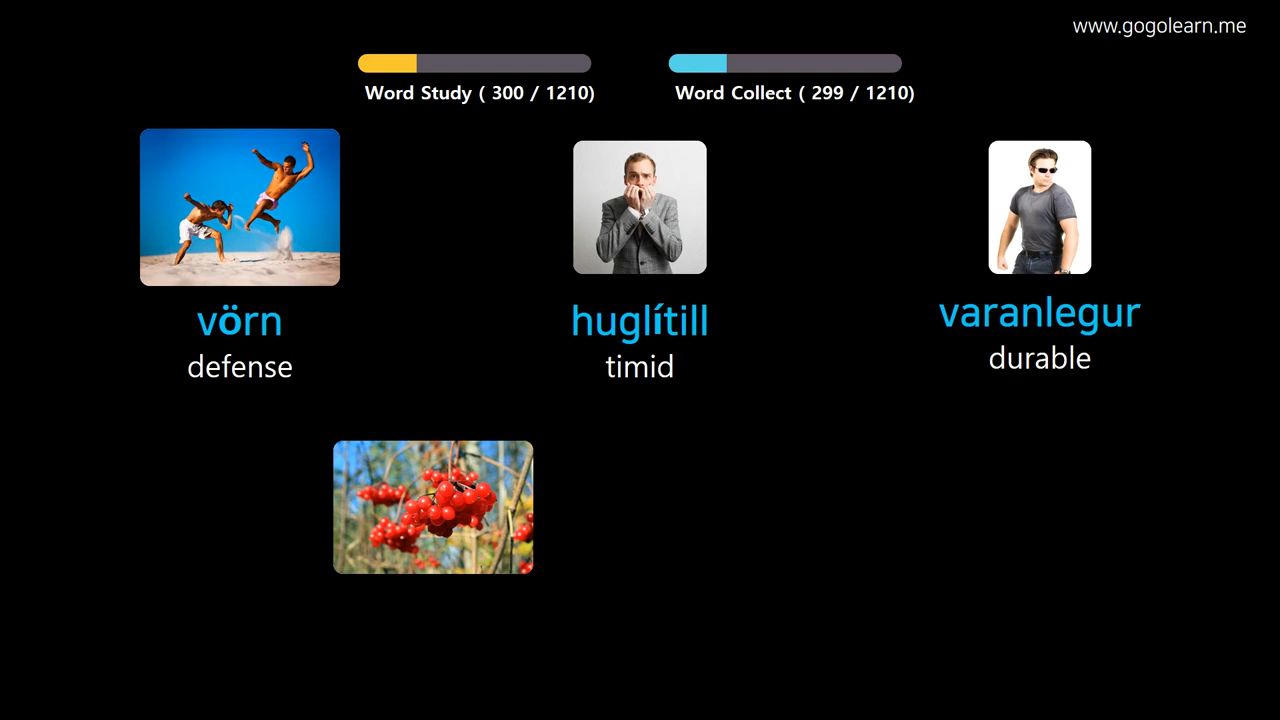 www.gogolearn.me
Word Study ( 300 / 1210)
Word Collect ( 299 / 1210)
vörn
defense
huglítill
timid
varanlegur
durable